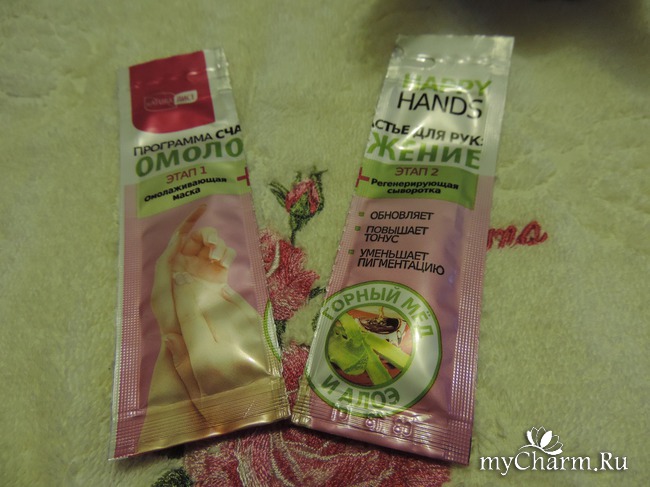 ПРОГРАММА СЧА
ОМОЛО
ЭТАП 1
Омолаживающая
маска
HAPPY
HANDS
АСТЬЕ ДЛЯ РУК
ЖЕНИЕ
ЭТАП 2
Регенерирующая
сыворотка
ОБНОВЛЯЕТ
ПОВЫШАЕТ
ТОНУС
УМЕНЬШАЕТ
ПИГМЕНТАЦИЮ
ГОРНЫЙ МЁД
И АЛОЭ
myCharm.Ru